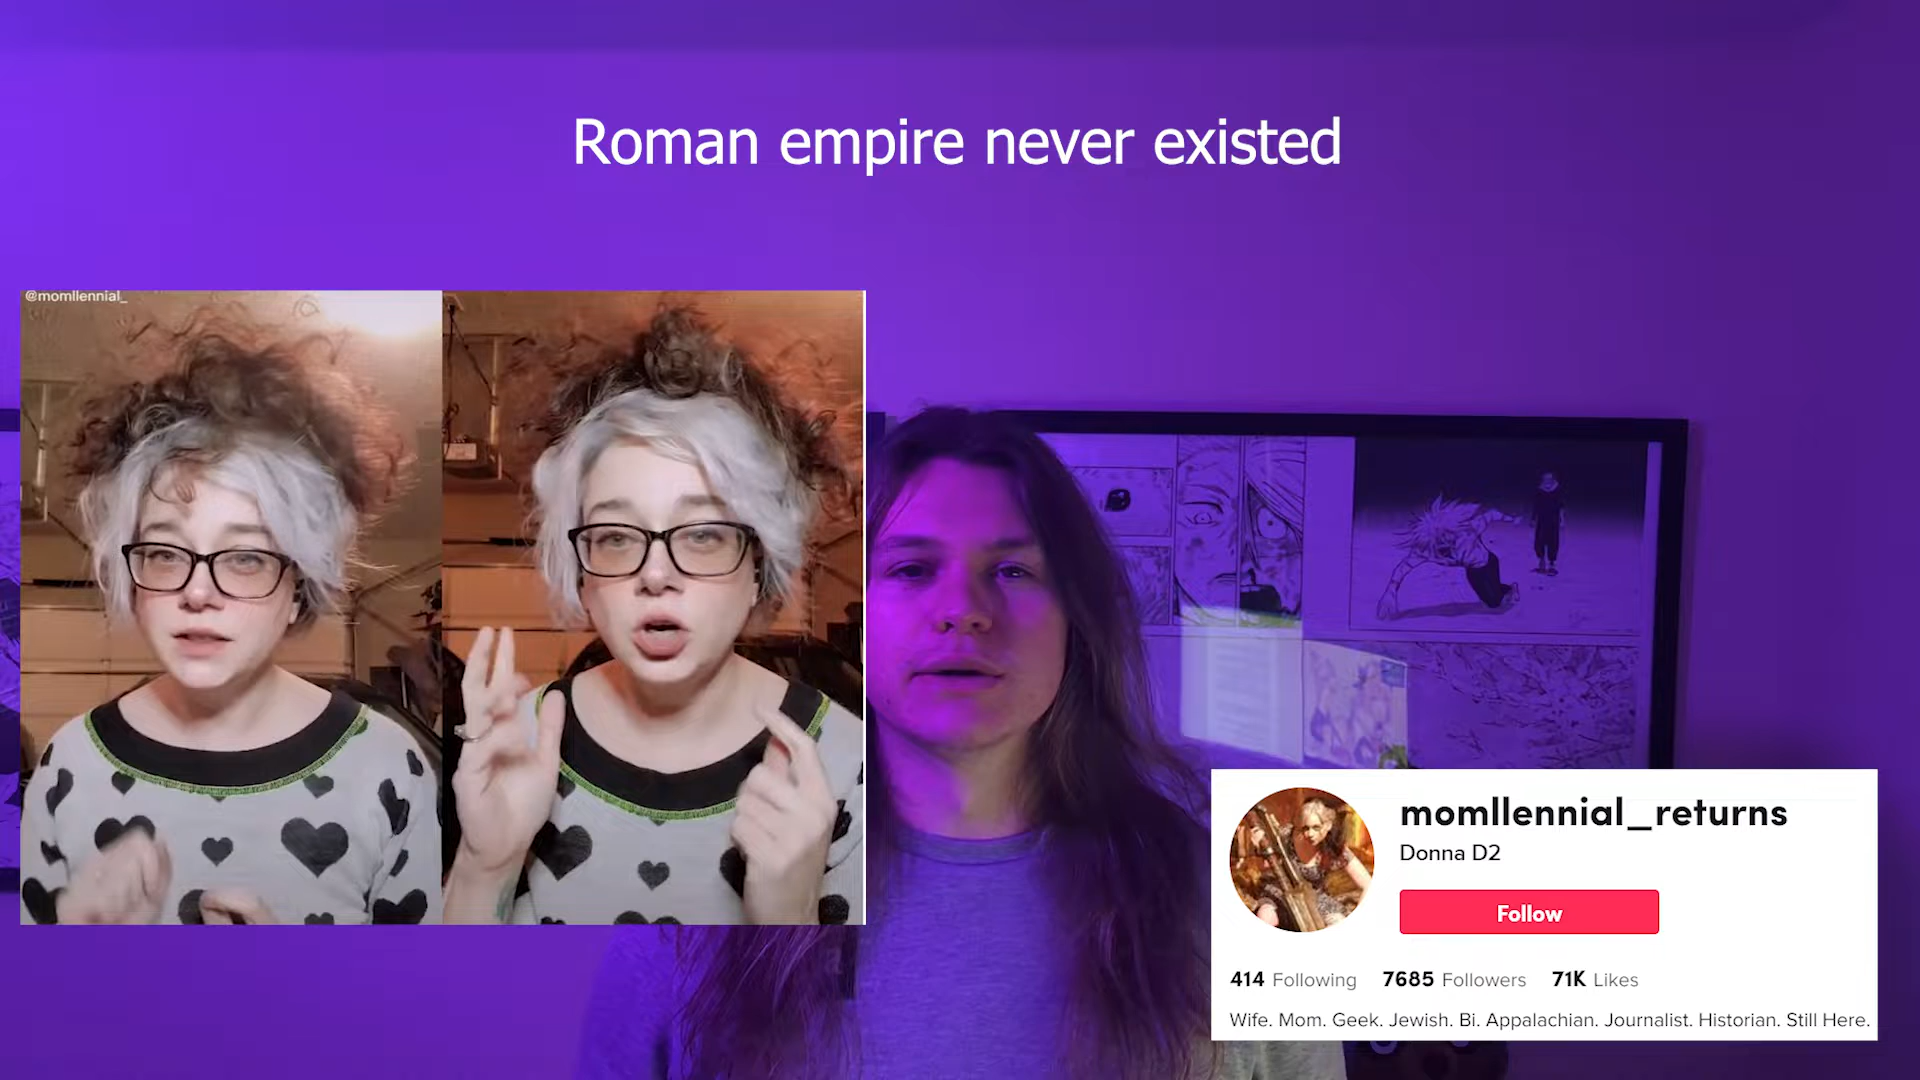 Roman empire never existed
@momllennial_
momllennial_returns
Donna D2
Follow
414 Following 7685 Followers 71K Likes
Wife. Mom. Geek. Jewish. Bi. Appalachian. Journalist. Historian. Still Here.